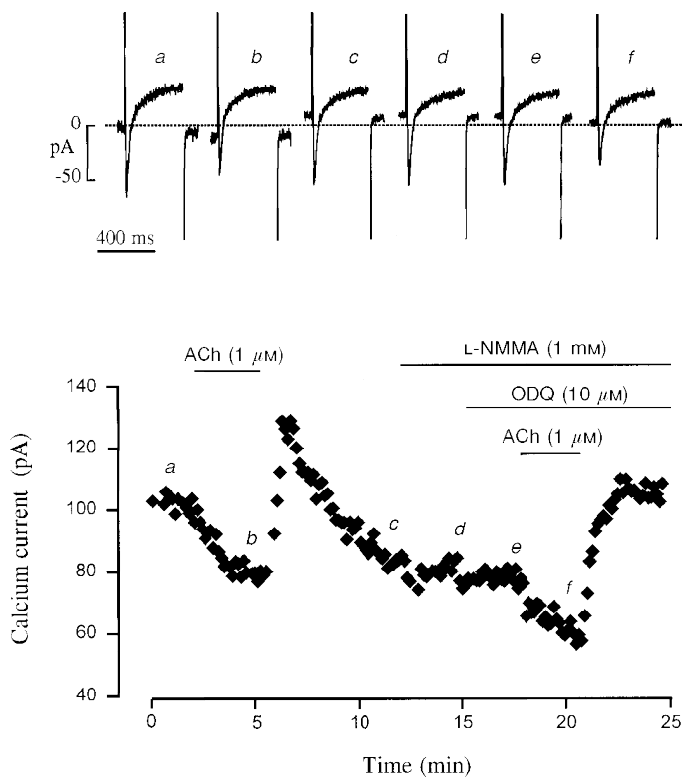 a b c d e f
0
pA
-50
400 ms
ACh (1 μM)
L-NMMA (1 mM)
ODQ (10 μM)
ACh (1 μM)
140
120
100
80
60
40
Calcium current (pA)
a
b
c
d
e
f
0 5 10 15 20 25
Time (min)